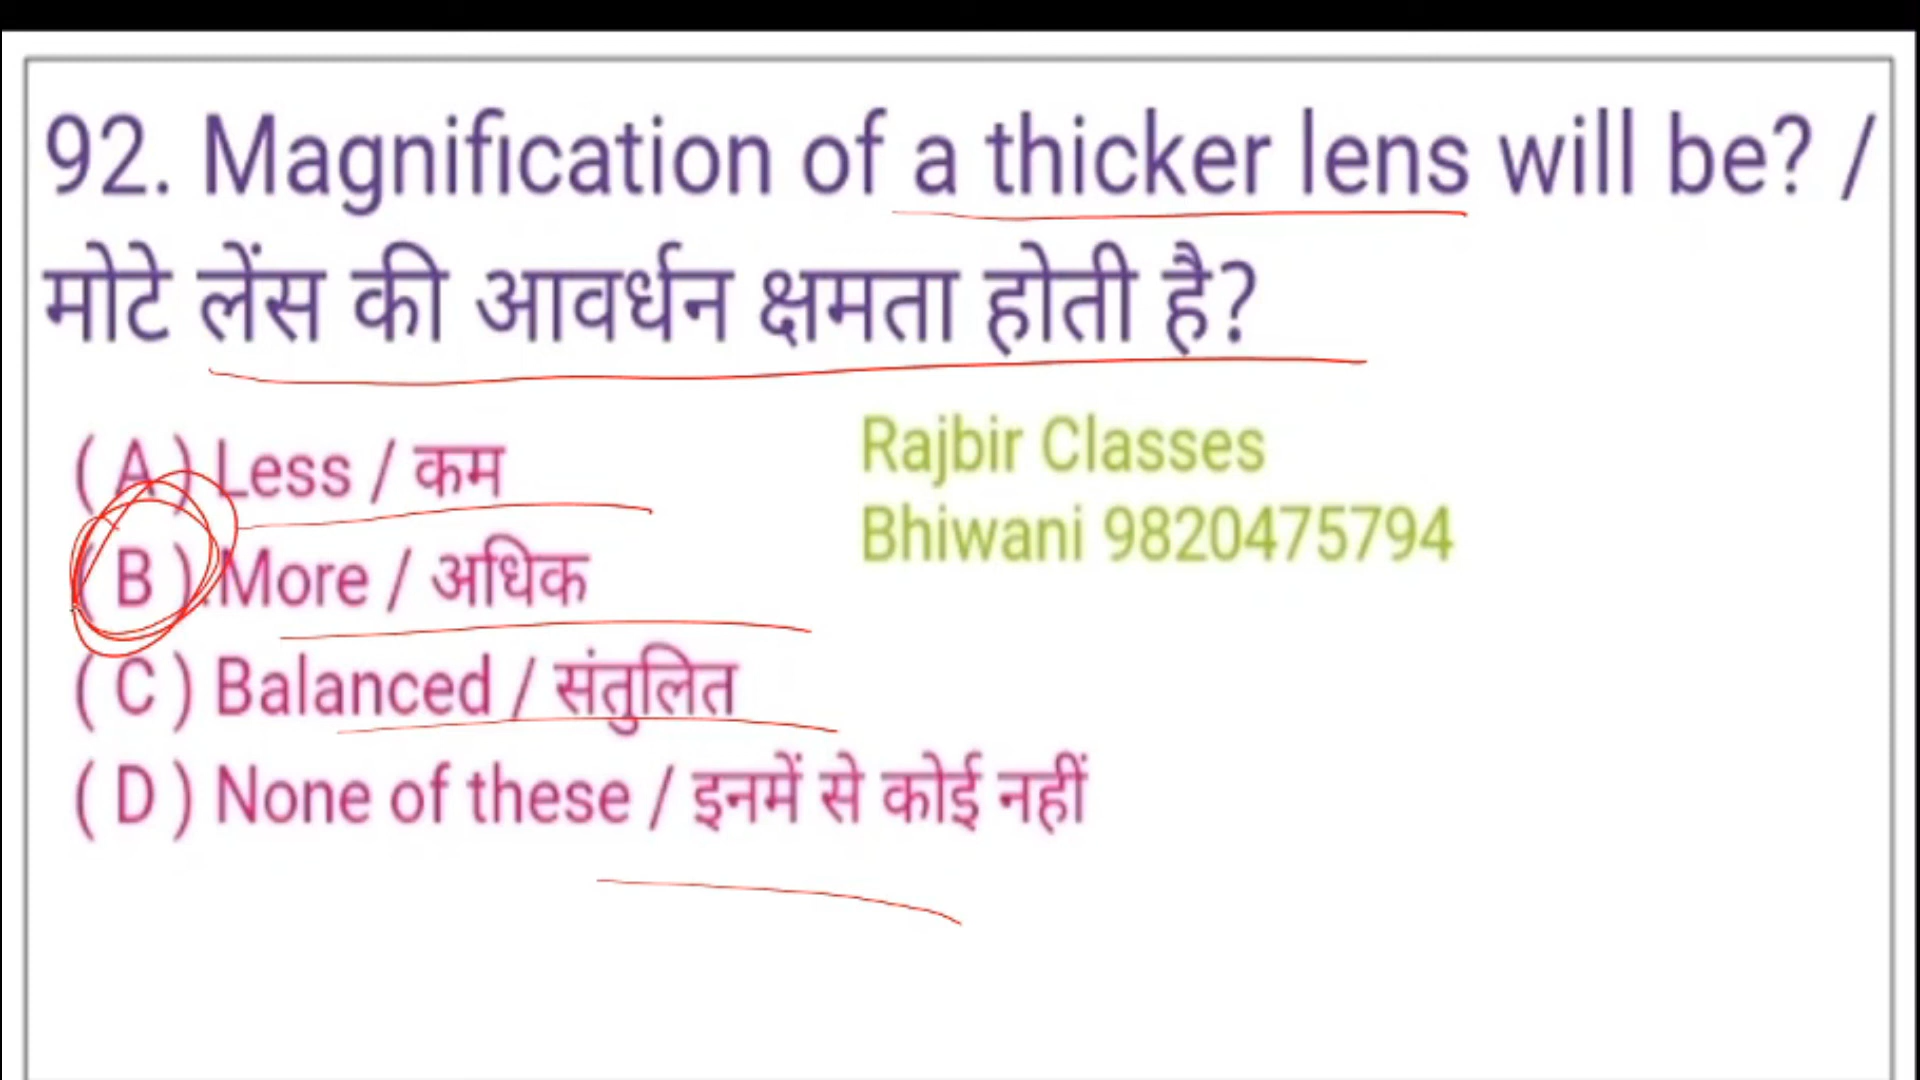 92. Magnification of a thicker lens will be? /
मोटे लेंस की आवर्धन क्षमता होती है?
( A ) Less / कम
( B ) More / अधिक
( C ) Balanced / संतुलित
( D ) None of these / इनमें से कोई नहीं
Rajbir Classes
Bhiwani 9820475794